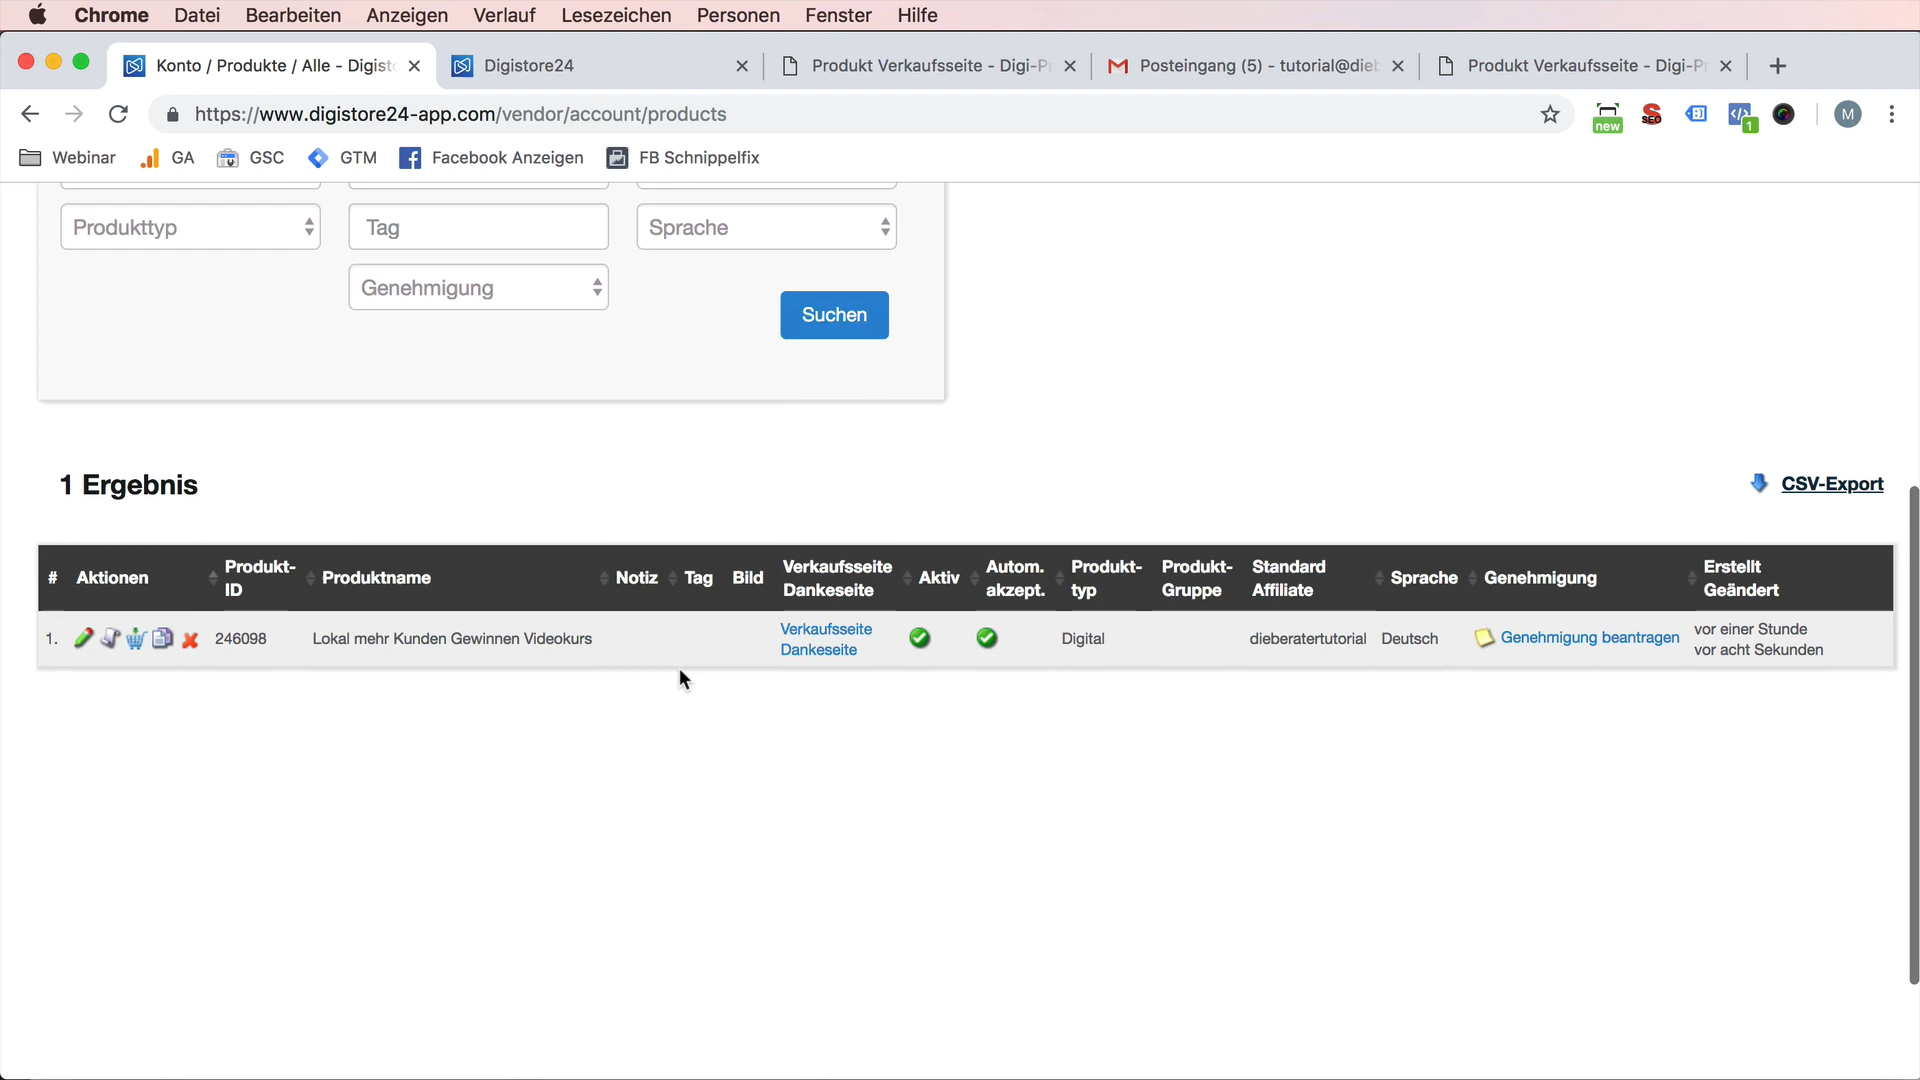 Chrome Datei Bearbeiten Anzeigen Verlauf Lesezeichen Personen Fenster Hilfe
Konto / Produkte / Alle - Digist Digistore24 Produkt Verkaufsseite - Digi-P Posteingang (5) - tutorial@die Produkt Verkaufsseite - Digi-P
https://www.digistore24-app.com/vendor/account/products
new SEO 1 M
Webinar GA GSC GTM Facebook Anzeigen FB Schnippelfix
Produkttyp Tag Sprache
Genehmigung
Suchen
1 Ergebnis
CSV-Export
# Aktionen Produkt-ID Produktname Notiz Tag Bild Verkaufsseite Dankeseite Aktiv Autom. akzept. Produkt-typ Produkt-Gruppe Standard Affiliate Sprache Genehmigung Erstellt Geändert
1. 246098 Lokal mehr Kunden Gewinnen Videokurs Verkaufsseite Dankeseite Digital dieberatertutorial Deutsch Genehmigung beantragen vor einer Stunde vor acht Sekunden